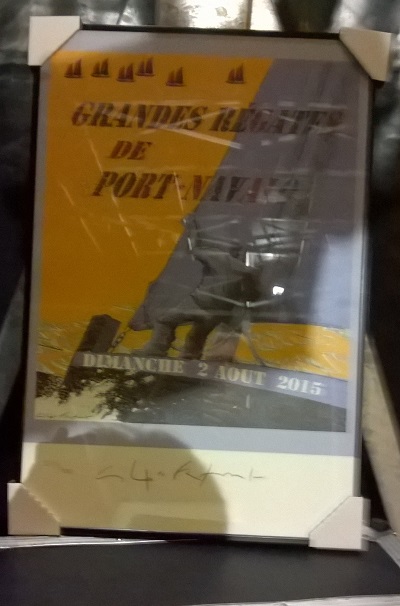 GRANDES REGATES
DE
PORT-NAVALO
DIMANCHE 2 AOUT 2015